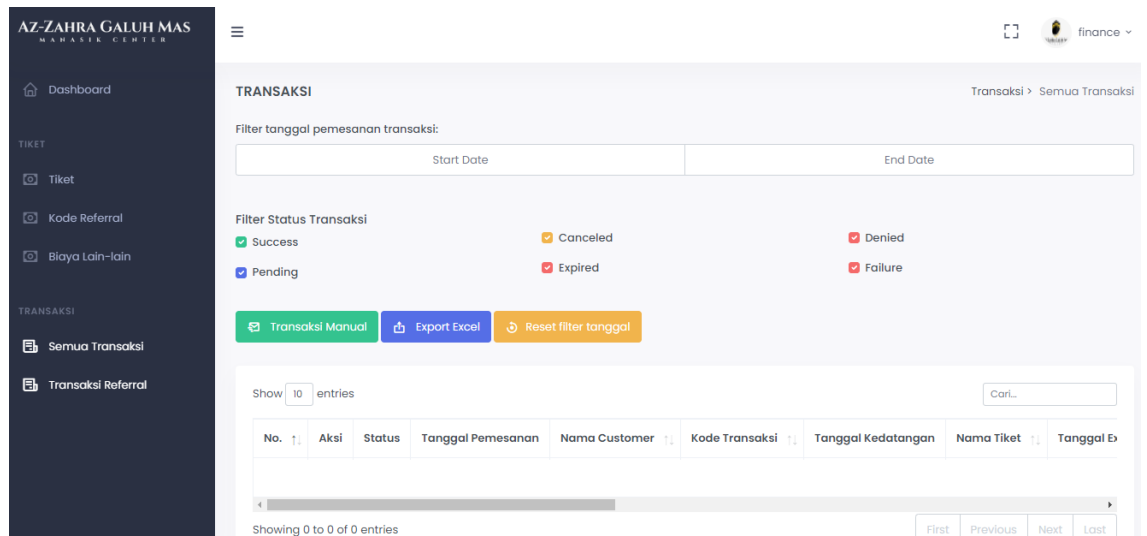 AZ-ZAHRA GALUH MAS
MANASIK CENTER
finance
Dashboard
TIKET
Tiket
Kode Referral
Biaya Lain-lain
TRANSAKSI
Semua Transaksi
Transaksi Referral
TRANSAKSI
Transaksi > Semua Transaksi
Filter tanggal pemesanan transaksi:
Start Date End Date
Filter Status Transaksi
Success Canceled Denied
Pending Expired Failure
Transaksi Manual Export Excel Reset filter tanggal
Show 10 entries Cari...
No. Aksi Status Tanggal Pemesanan Nama Customer Kode Transaksi Tanggal Kedatangan Nama Tiket Tanggal Ex
Showing 0 to 0 of 0 entries First Previous Next Last